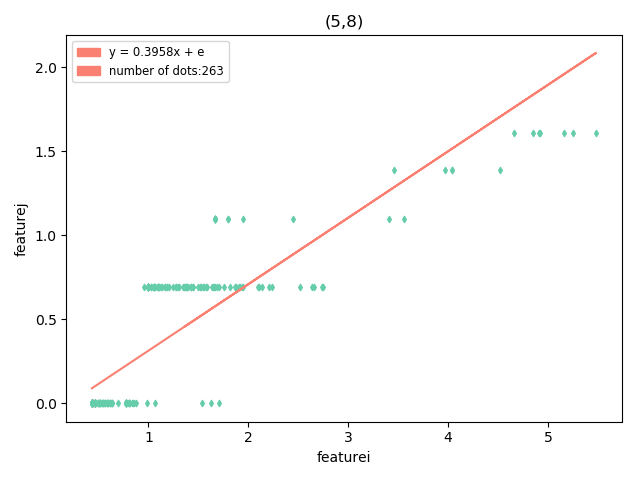 (5,8)
y = 0.3958x + e
number of dots:263
2.0
1.5
1.0
0.5
0.0
featurej
1 2 3 4 5
featurei